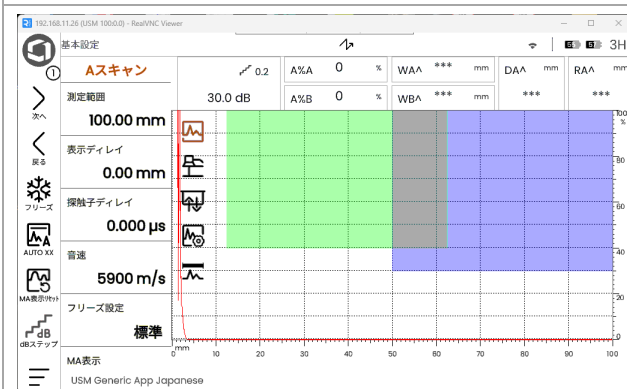 192.168.11.26 (USM 100:0.0) - RealVNC Viewer
基本設定
3H
1
Aスキャン
0.2
30.0 dB
A%A 0 %
A%B 0 %
WA∧ *** mm
WB∧ *** mm
DA∧ mm
***
RA∧ mm
***
次へ
戻る
フリーズ
AUTO XX
MA表示リセット
dB
dBステップ
測定範囲
100.00 mm
表示ディレイ
0.00 mm
探触子ディレイ
0.000 µs
音速
5900 m/s
フリーズ設定
標準
MA表示
100
80
60
40
20
0
0 mm 10 20 30 40 50 60 70 80 90 100
USM Generic App Japanese